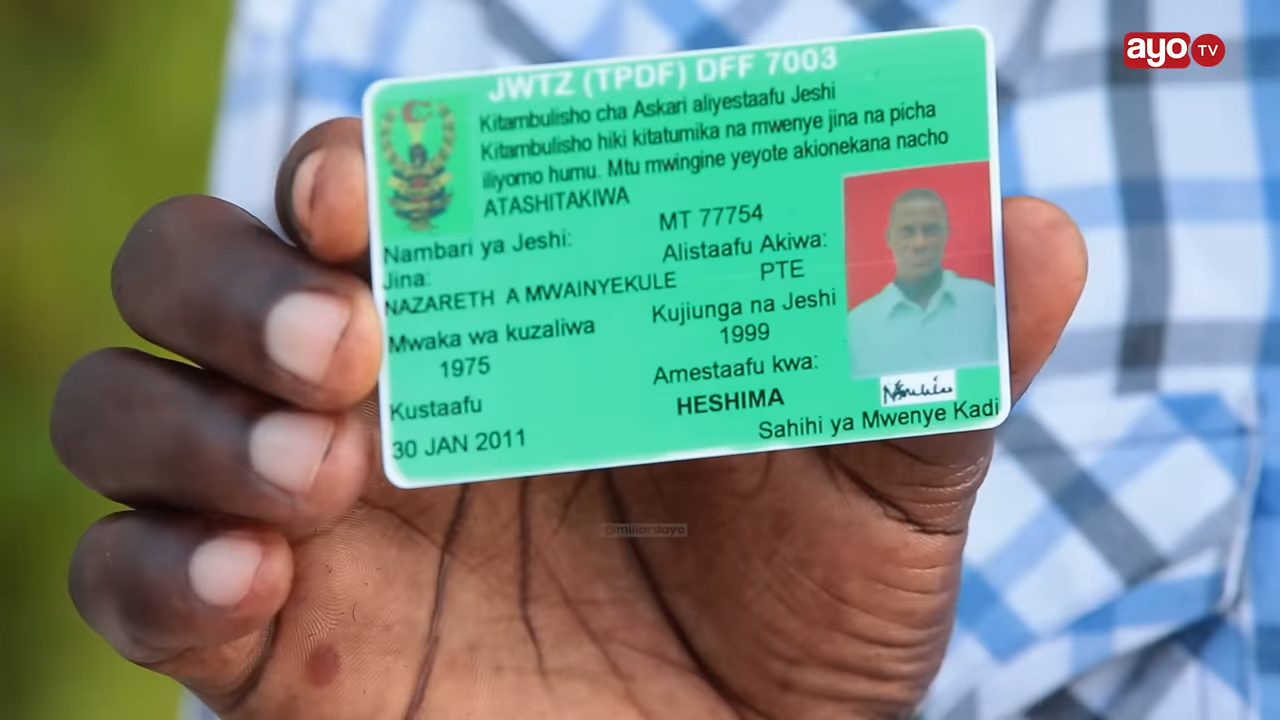 ayo TV
JWTZ (TPDF) DFF 7003
Kitambulisho cha Askari aliyestaafu Jeshi
Kitambulisho hiki kitatumika na mwenye jina na picha
iliyomo humu. Mtu mwingine yeyote akionekana nacho
ATASHITAKIWA
Nambari ya Jeshi: MT 77754
Jina: Alistaafu Akiwa:
NAZARETH A MWAINYEKULE PTE
Mwaka wa kuzaliwa Kujiunga na Jeshi
1975 1999
Kustaafu Amestaafu kwa:
30 JAN 2011 HESHIMA
Sahihi ya Mwenye Kadi
@millardayo